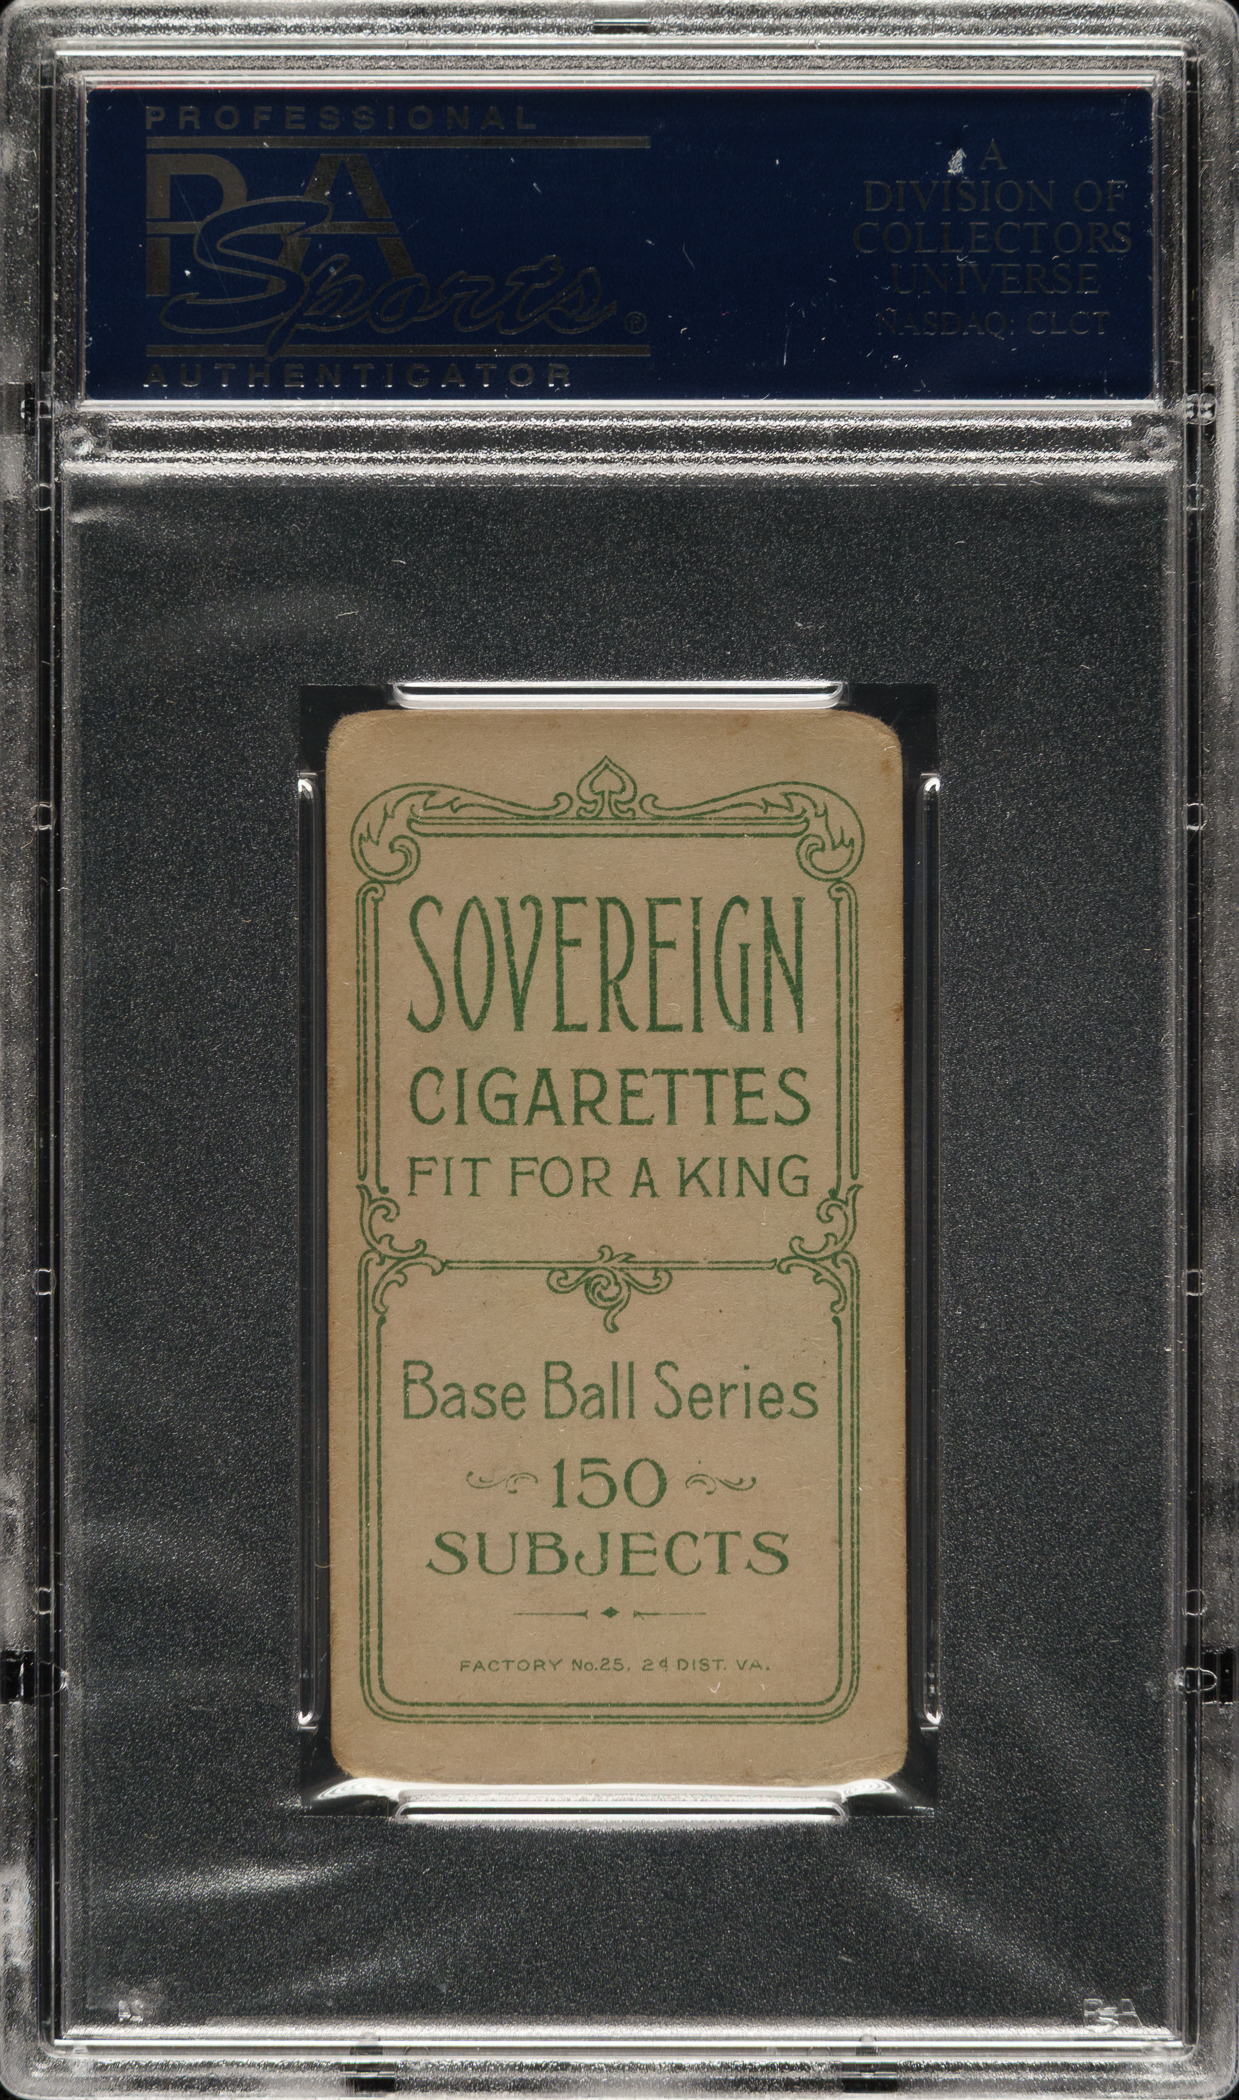 PROFESSIONAL
PSA
Sports®
AUTHENTICATOR
A
DIVISION OF
COLLECTORS
UNIVERSE
NASDAQ: CLCT
SOVEREIGN
CIGARETTES
FIT FOR A KING
Base Ball Series
150
SUBJECTS
FACTORY No. 25, 2d DIST. VA.
PSA